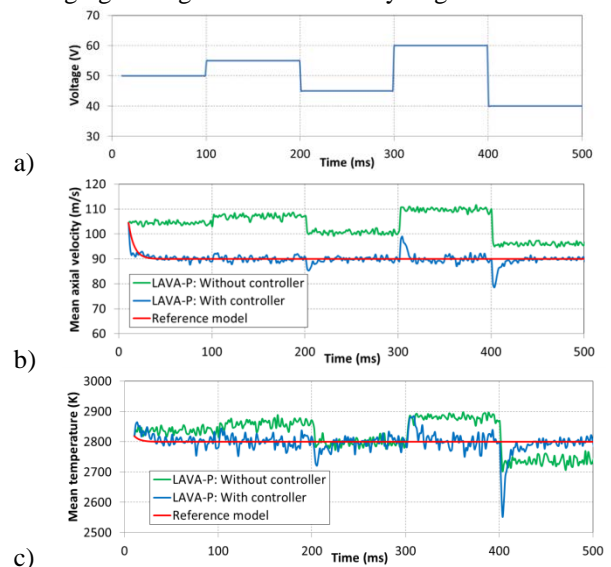 70
60
50
40
30
Voltage (V)
0
100
200
300
400
500
Time (ms)
a)
120
110
100
90
80
70
60
Mean axial velocity (m/s)
LAVA-P: Without controller
LAVA-P: With controller
Reference model
0
100
200
300
400
500
Time (ms)
b)
3000
2900
2800
2700
2600
2500
Mean temperature (K)
LAVA-P: Without controller
LAVA-P: With controller
Reference model
0
100
200
300
400
500
Time (ms)
c)